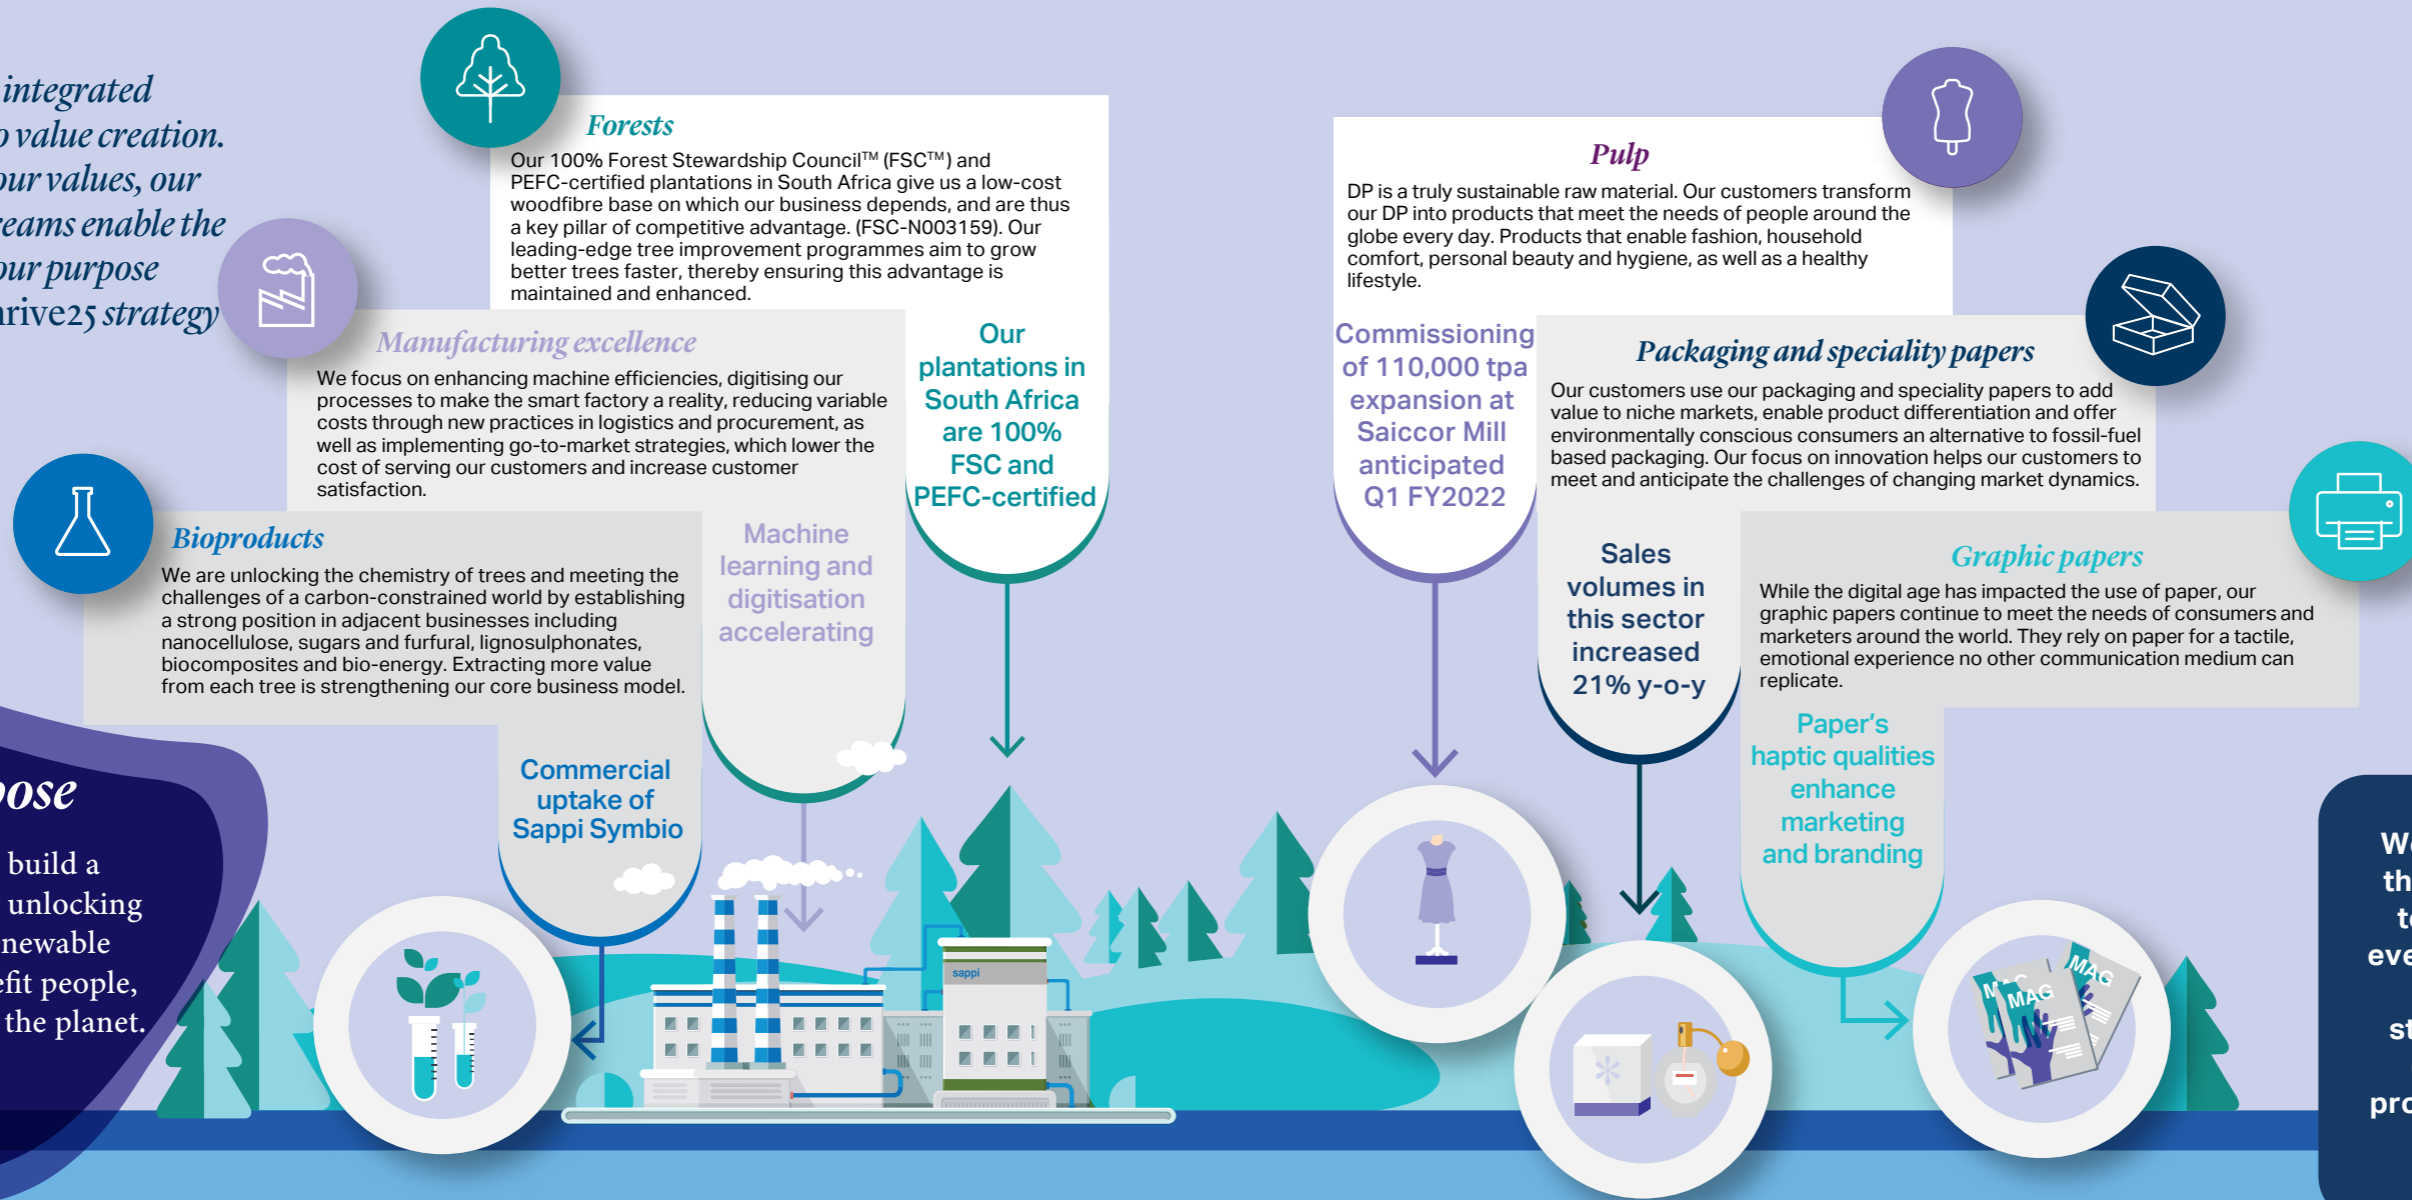 integrated
value creation.
our values, our
enable the
our purpose
strategy
Forests
Our 100% Forest Stewardship Council™ (FSC™) and
PEFC-certified plantations in South Africa give us a low-cost
woodfibre base on which our business depends, and are thus
a key pillar of competitive advantage. (FSC-N003159). Our
leading-edge tree improvement programmes aim to grow
better trees faster, thereby ensuring this advantage is
maintained and enhanced.
Our
plantations in
South Africa
are 100%
FSC and
PEFC-certified
Manufacturing excellence
We focus on enhancing machine efficiencies, digitising our
processes to make the smart factory a reality, reducing variable
costs through new practices in logistics and procurement, as
well as implementing go-to-market strategies, which lower the
cost of serving our customers and increase customer
satisfaction.
Machine
learning and
digitisation
accelerating
Bioproducts
We are unlocking the chemistry of trees and meeting the
challenges of a carbon-constrained world by establishing
a strong position in adjacent businesses including
nanocellulose, sugars and furfural, lignosulphonates,
biocomposites and bio-energy. Extracting more value
from each tree is strengthening our core business model.
Commercial
uptake of
Sappi Symbio
build a
unlocking
people,
the planet.
sappi
Pulp
DP is a truly sustainable raw material. Our customers transform
our DP into products that meet the needs of people around the
globe every day. Products that enable fashion, household
comfort, personal beauty and hygiene, as well as a healthy
lifestyle.
Commissioning
of 110,000 tpa
expansion at
Saiccor Mill
anticipated
Q1 FY2022
Packaging and speciality papers
Our customers use our packaging and speciality papers to add
value to niche markets, enable product differentiation and offer
environmentally conscious consumers an alternative to fossil-fuel
based packaging. Our focus on innovation helps our customers to
meet and anticipate the challenges of changing market dynamics.
Sales
volumes in
this sector
increased
21% y-o-y
Graphic papers
While the digital age has impacted the use of paper, our
graphic papers continue to meet the needs of consumers and
marketers around the world. They rely on paper for a tactile,
emotional experience no other communication medium can
replicate.
Paper's
haptic qualities
enhance
marketing
and branding
MAG
MAG